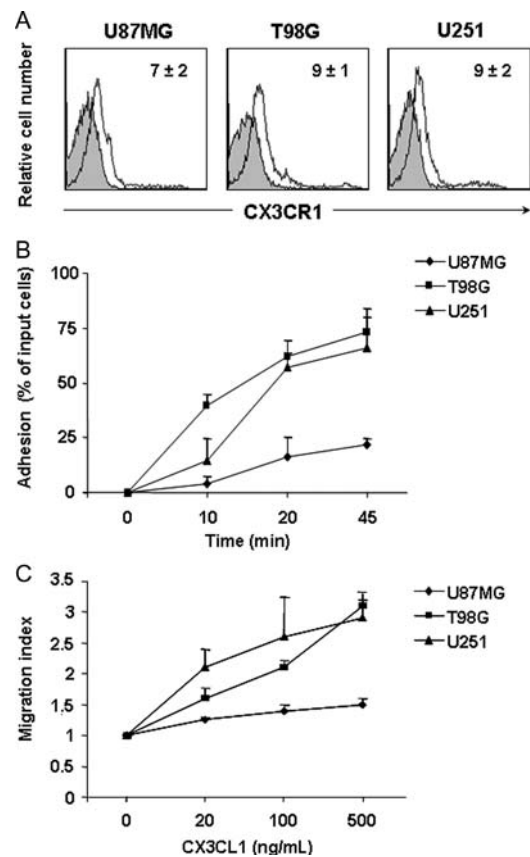 A
U87MG T98G U251
Relative cell number
7 ± 2 9 ± 1 9 ± 2
CX3CR1
B
Adhesion (% of input cells)
100
75
50
25
0
0 10 20 45
Time (min)
U87MG
T98G
U251
C
Migration index
3.5
3
2.5
2
1.5
1
0.5
0
0 20 100 500
CX3CL1 (ng/mL)
U87MG
T98G
U251